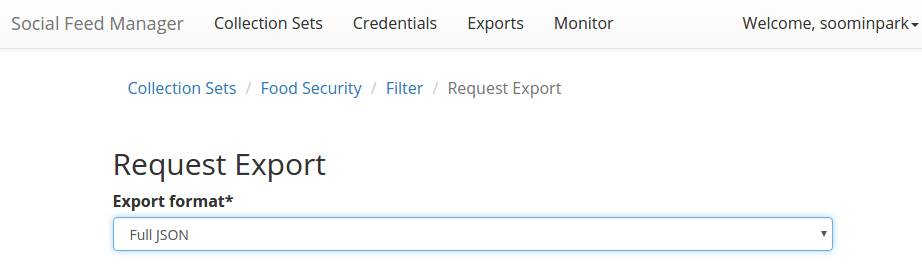 Social Feed Manager Collection Sets Credentials Exports Monitor Welcome, soominpark
Collection Sets / Food Security / Filter / Request Export
Request Export
Export format*
Full JSON